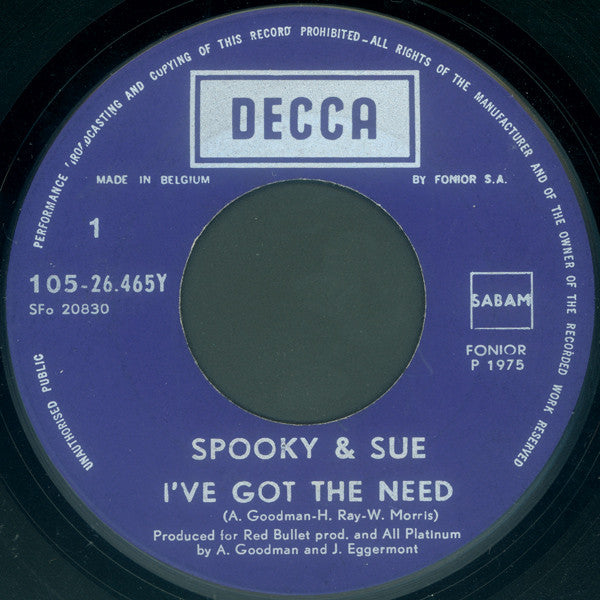 UNAUTHORISED PUBLIC PERFORMANCE BROADCASTING AND COPYING OF THIS RECORD PROHIBITED—ALL RIGHTS OF THE MANUFACTURER AND OF THE OWNER OF THE RECORDED WORK RESERVED
DECCA
MADE IN BELGIUM
BY FONIOR S.A.
1
105-26.465Y
SFo 20830
SABAM
FONIOR
P 1975
SPOOKY & SUE
I'VE GOT THE NEED
(A. Goodman-H. Ray-W. Morris)
Produced for Red Bullet prod. and All Platinum
by A. Goodman and J. Eggermont